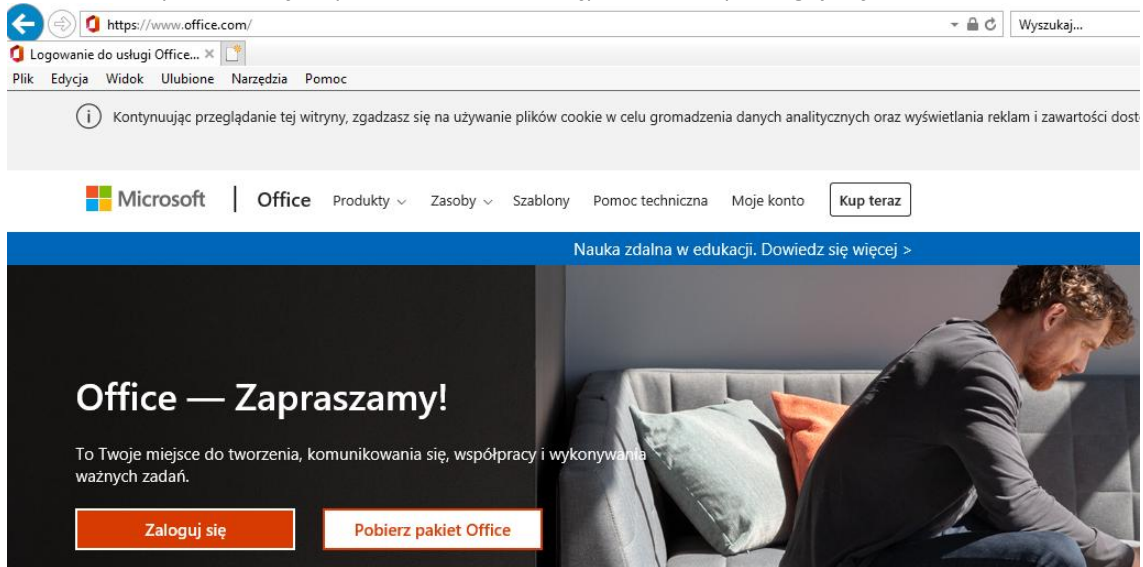 https://www.office.com/
Wyszukaj...
Logowanie do usługi Office...
Plik Edycja Widok Ulubione Narzędzia Pomoc
Kontynuując przeglądanie tej witryny, zgadzasz się na używanie plików cookie w celu gromadzenia danych analitycznych oraz wyświetlania reklam i zawartości dost
Microsoft Office Produkty Zasoby Szablony Pomoc techniczna Moje konto Kup teraz
Nauka zdalna w edukacji. Dowiedz się więcej >
Office — Zapraszamy!
To Twoje miejsce do tworzenia, komunikowania się, współpracy i wykonywania
ważnych zadań.
Zaloguj się Pobierz pakiet Office